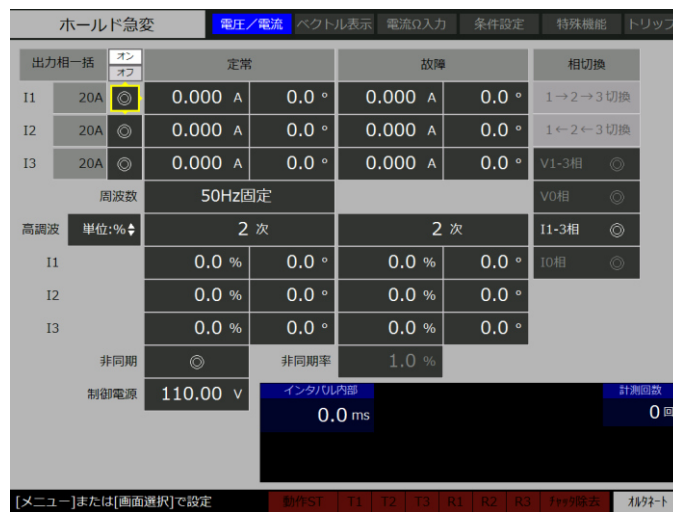 ホールド急変 電圧/電流 ベクトル表示 電流Ω入力 条件設定 特殊機能 トリップ
出力相一括 オン オフ 定常 故障 相切換
I1 20A ◎ 0.000 A 0.0 ° 0.000 A 0.0 ° 1→2→3切換
I2 20A ◎ 0.000 A 0.0 ° 0.000 A 0.0 ° 1←2←3切換
I3 20A ◎ 0.000 A 0.0 ° 0.000 A 0.0 ° V1-3相 ◎
周波数 50Hz固定 V0相 ◎
高調波 単位:% 2 次 2 次 I1-3相 ◎
I1 0.0 % 0.0 ° 0.0 % 0.0 ° I0相 ◎
I2 0.0 % 0.0 ° 0.0 % 0.0 °
I3 0.0 % 0.0 ° 0.0 % 0.0 °
非同期 ◎ 非同期率 1.0 %
制御電源 110.00 V インタバル内部 計測回数
0.0 ms 0 回
[メニュー]または[画面選択]で設定 動作ST T1 T2 T3 R1 R2 R3 チャタ除去 オルタネート